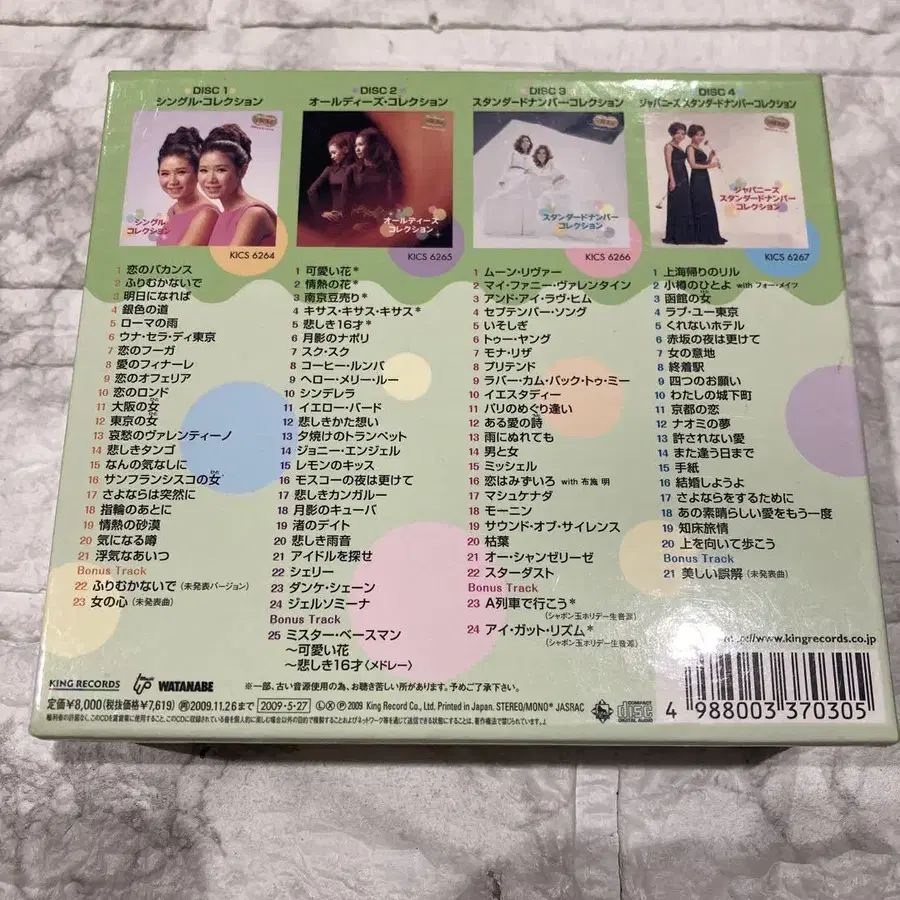 DISC 1
シングル・コレクション
シングル
コレクション
KICS 6264
1 恋のバカンス
2 ふりむかないで
3 明日になれば
4 銀色の道
5 ローマの雨
6 ウナ・セラ・ディ東京
7 恋のフーガ
8 愛のフィナーレ
9 恋のオフェリア
10 恋のロンド
11 大阪の女
12 東京の女
13 哀愁のヴァレンティーノ
14 悲しきタンゴ
15 なんの気なしに
16 サンフランシスコの女
17 さよならは突然に
18 指輪のあとに
19 情熱の砂漠
20 気になる噂
21 浮気なあいつ
Bonus Track
22 ふりむかないで (未発表バージョン)
23 女の心 (未発表曲)
DISC 2
オールディーズ・コレクション
オールディーズ
コレクション
KICS 6265
1 可愛い花*
2 情熱の花*
3 南京豆売り*
4 キサス・キサス・キサス*
5 悲しき16才*
6 月影のナポリ
7 スク・スク
8 コーヒー・ルンバ
9 ヘロー・メリー・ルー
10 シンデレラ
11 イエロー・バード
12 悲しきかた想い
13 夕焼けのトランペット
14 ジョニー・エンジェル
15 レモンのキッス
16 モスコーの夜は更けて
17 悲しきカンガルー
18 月影のキューバ
19 渚のデイト
20 悲しき雨音
21 アイドルを探せ
22 シェリー
23 ダンケ・シェーン
24 ジェルソミーナ
Bonus Track
25 ミスター・ベースマン
〜可愛い花
〜悲しき16才〈メドレー〉
DISC 3
スタンダードナンバー・コレクション
スタンダードナンバー
コレクション
KICS 6266
1 ムーン・リヴァー
2 マイ・ファニー・ヴァレンタイン
3 アンド・アイ・ラヴ・ヒム
4 セプテンバー・ソング
5 いそしぎ
6 トゥー・ヤング
7 モナ・リザ
8 プリテンド
9 ラバー・カム・バック・トゥ・ミー
10 イエスタディー
11 パリのめぐり逢い
12 ある愛の詩
13 雨にぬれても
14 男と女
15 ミッシェル
16 恋はみずいろ with 布施 明
17 マシュケナダ
18 モーニン
19 サウンド・オブ・サイレンス
20 枯葉
21 オー・シャンゼリーゼ
22 スターダスト
Bonus Track
23 A列車で行こう*
(シャボン玉ホリデー生音源)
24 アイ・ガット・リズム*
(シャボン玉ホリデー生音源)
DISC 4
ジャパニーズ スタンダードナンバー・コレクション
ジャパニーズ
スタンダードナンバー
コレクション
KICS 6267
1 上海帰りのリル
2 小樽のひとよ with フォー・メイツ
3 函館の女
4 ラブ・ユー東京
5 くれないホテル
6 赤坂の夜は更けて
7 女の意地
8 終着駅
9 四つのお願い
10 わたしの城下町
11 京都の恋
12 ナオミの夢
13 許されない愛
14 また逢う日まで
15 手紙
16 結婚しようよ
17 さよならをするために
18 あの素晴らしい愛をもう一度
19 知床旅情
20 上を向いて歩こう
Bonus Track
21 美しい誤解 (未発表曲)
http://www.kingrecords.co.jp
KING RECORDS
WATANABE
※一部、古い音源使用の為、お聴き苦しい所があります。予めご了承下さい。
定価¥8,000(税抜価格¥7,619) 再2009.11.26まで 2009・5・27 ⓁⓍⓅ 2009 King Record Co., Ltd. Printed in Japan. STEREO/MONO* JASRAC
COMPACT
disc
DIGITAL AUDIO
4 988003 370305